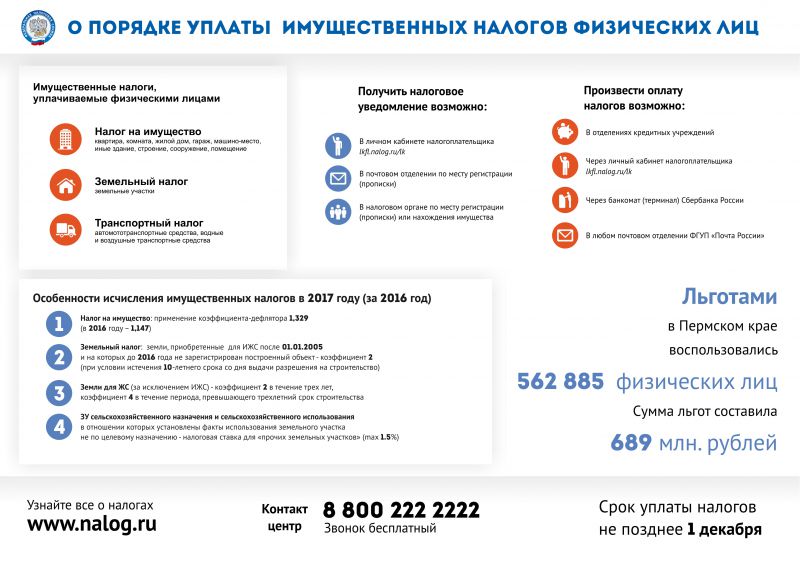 О ПОРЯДКЕ УПЛАТЫ ИМУЩЕСТВЕННЫХ НАЛОГОВ ФИЗИЧЕСКИХ ЛИЦ
Имущественные налоги,
уплачиваемые физическими лицами
Налог на имущество
квартира, комната, жилой дом, гараж, машино-место,
иные здание, строение, сооружение, помещение
Земельный налог
земельные участки
Транспортный налог
автомототранспортные средства, водные
и воздушные транспортные средства
Получить налоговое
уведомление возможно:
В личном кабинете налогоплательщика
lkfl.nalog.ru/lk
В почтовом отделении по месту регистрации
(прописки)
В налоговом органе по месту регистрации
(прописки) или нахождения имущества
Произвести оплату
налогов возможно:
В отделениях кредитных учреждений
Через личный кабинет налогоплательщика
lkfl.nalog.ru/lk
Через банкомат (терминал) Сбербанка России
В любом почтовом отделении ФГУП «Почта России»
Особенности исчисления имущественных налогов в 2017 году (за 2016 год)
1 Налог на имущество: применение коэффициента-дефлятора 1,329
(в 2016 году – 1,147)
2 Земельный налог: земли, приобретенные для ИЖС после 01.01.2005
и на которых до 2016 года не зарегистрирован построенный объект - коэффициент 2
(при условии истечения 10-летнего срока со дня выдачи разрешения на строительство)
3 Земли для ЖС (за исключением ИЖС) - коэффициент 2 в течение трех лет,
коэффициент 4 в течение периода, превышающего трехлетний срок строительства
4 ЗУ сельскохозяйственного назначения и сельскохозяйственного использования
в отношении которых установлены факты использования земельного участка
не по целевому назначению - налоговая ставка для «прочих земельных участков» (max 1.5%)
Льготами
в Пермском крае
воспользовались
562 885 физических лиц
Сумма льгот составила
689 млн. рублей
Узнайте все о налогах
www.nalog.ru
Контакт
центр
8 800 222 2222
Звонок бесплатный
Срок уплаты налогов
не позднее 1 декабря